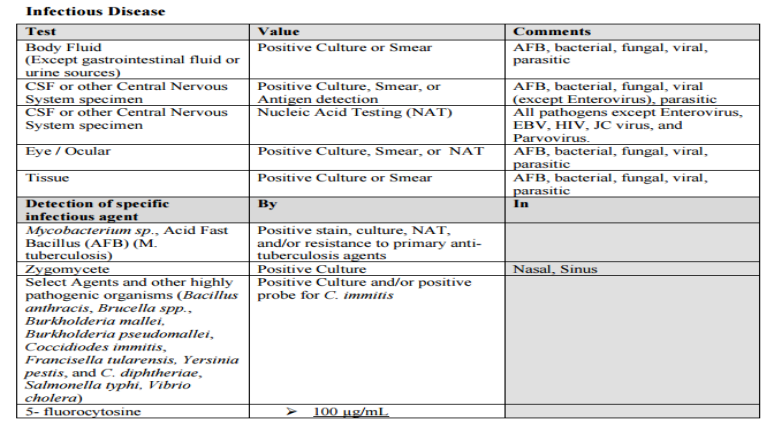 Infectious Disease
Test Value Comments
Body Fluid
(Except gastrointestinal fluid or
urine sources)
Positive Culture or Smear
AFB, bacterial, fungal, viral,
parasitic
CSF or other Central Nervous
System specimen
Positive Culture, Smear, or
Antigen detection
AFB, bacterial, fungal, viral
(except Enterovirus), parasitic
CSF or other Central Nervous
System specimen
Nucleic Acid Testing (NAT)
All pathogens except Enterovirus,
EBV, HIV, JC virus, and
Parvovirus.
Eye / Ocular
Positive Culture, Smear, or NAT
AFB, bacterial, fungal, viral,
parasitic
Tissue
Positive Culture or Smear
AFB, bacterial, fungal, viral,
parasitic
Detection of specific
infectious agent
By
In
Mycobacterium sp., Acid Fast
Bacillus (AFB) (M.
tuberculosis)
Positive stain, culture, NAT,
and/or resistance to primary anti-
tuberculosis agents
Zygomycete
Positive Culture
Nasal, Sinus
Select Agents and other highly
pathogenic organisms (Bacillus
anthracis, Brucella spp.,
Burkholderia mallei,
Burkholderia pseudomallei,
Coccidiodes immitis,
Francisella tularensis, Yersinia
pestis, and C. diphtheriae,
Salmonella typhi, Vibrio
cholera)
Positive Culture and/or positive
probe for C. immitis
5- fluorocytosine
➢ 100 µg/mL